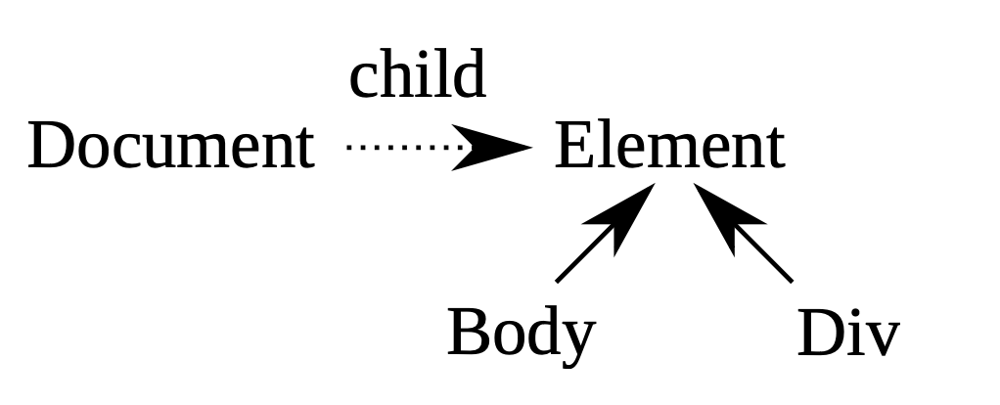 child
Document
Element
Body
Div